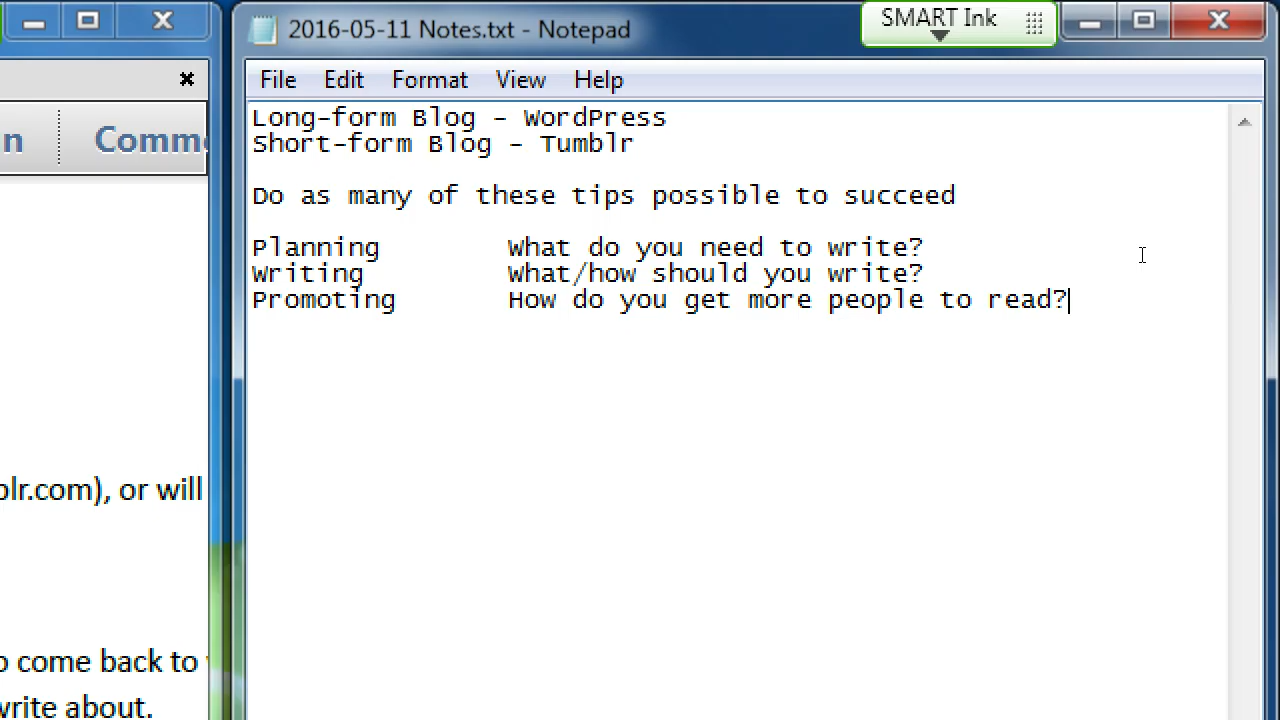 2016-05-11 Notes.txt - Notepad
SMART Ink
File Edit Format View Help
Long-form Blog - WordPress
Short-form Blog - Tumblr
Do as many of these tips possible to succeed
Planning What do you need to write?
Writing What/how should you write?
Promoting How do you get more people to read?
n
Comm
blr.com), or will
o come back to
write about.